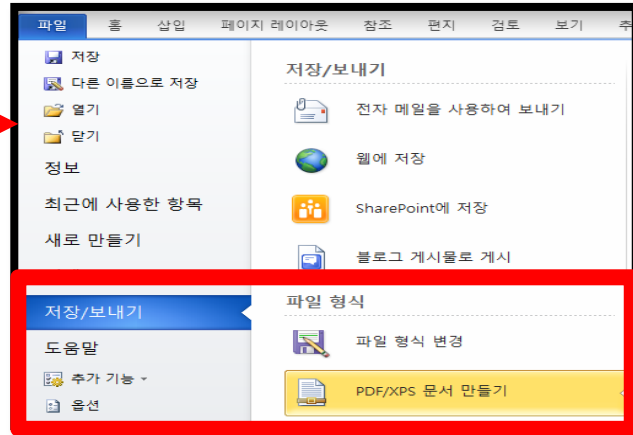 파일 홈 삽입 페이지 레이아웃 참조 편지 검토 보기
저장
다른 이름으로 저장
열기
닫기
정보
최근에 사용한 항목
새로 만들기
저장/보내기
도움말
추가 기능
옵션
저장/보내기
전자 메일을 사용하여 보내기
웹에 저장
SharePoint에 저장
블로그 게시물로 게시
파일 형식
파일 형식 변경
PDF/XPS 문서 만들기